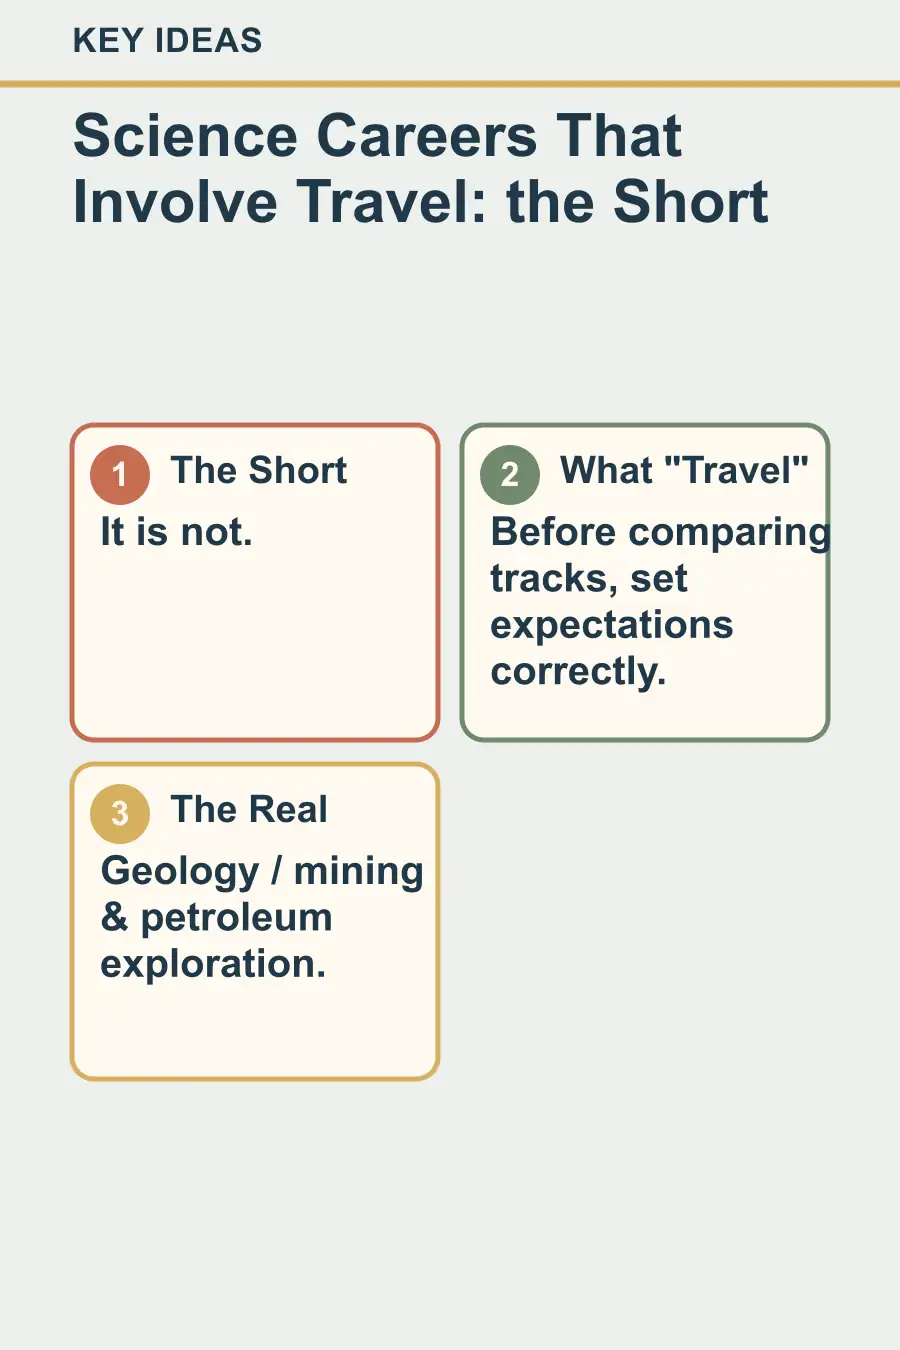 KEY IDEAS
Science Careers That
Involve Travel: the Short
1 The Short
It is not.
2 What "Travel"
Before comparing
tracks, set
expectations
correctly.
3 The Real
Geology / mining
& petroleum
exploration.